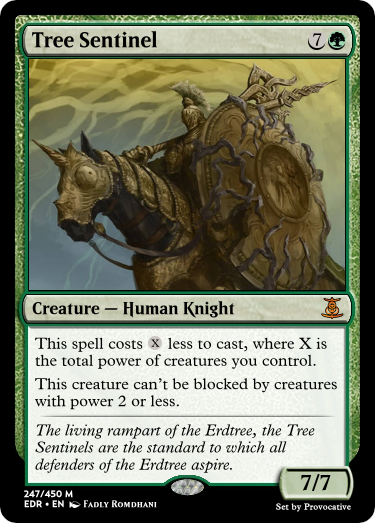 Tree Sentinel 7
Creature — Human Knight
This spell costs X less to cast, where X is
the total power of creatures you control.
This creature can't be blocked by creatures
with power 2 or less.
The living rampart of the Erdtree, the Tree
Sentinels are the standard to which all
defenders of the Erdtree aspire.
7/7
247/450 M
EDR • EN Fadly Romdhani
Set by Provocative